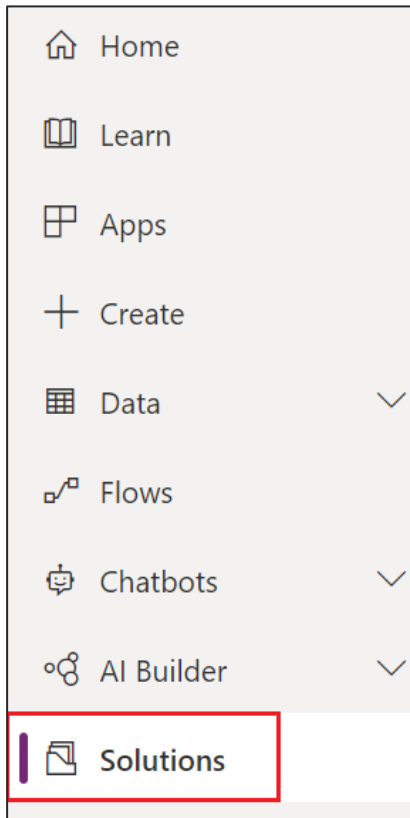 Home
Learn
Apps
Create
Data
Flows
Chatbots
AI Builder
Solutions